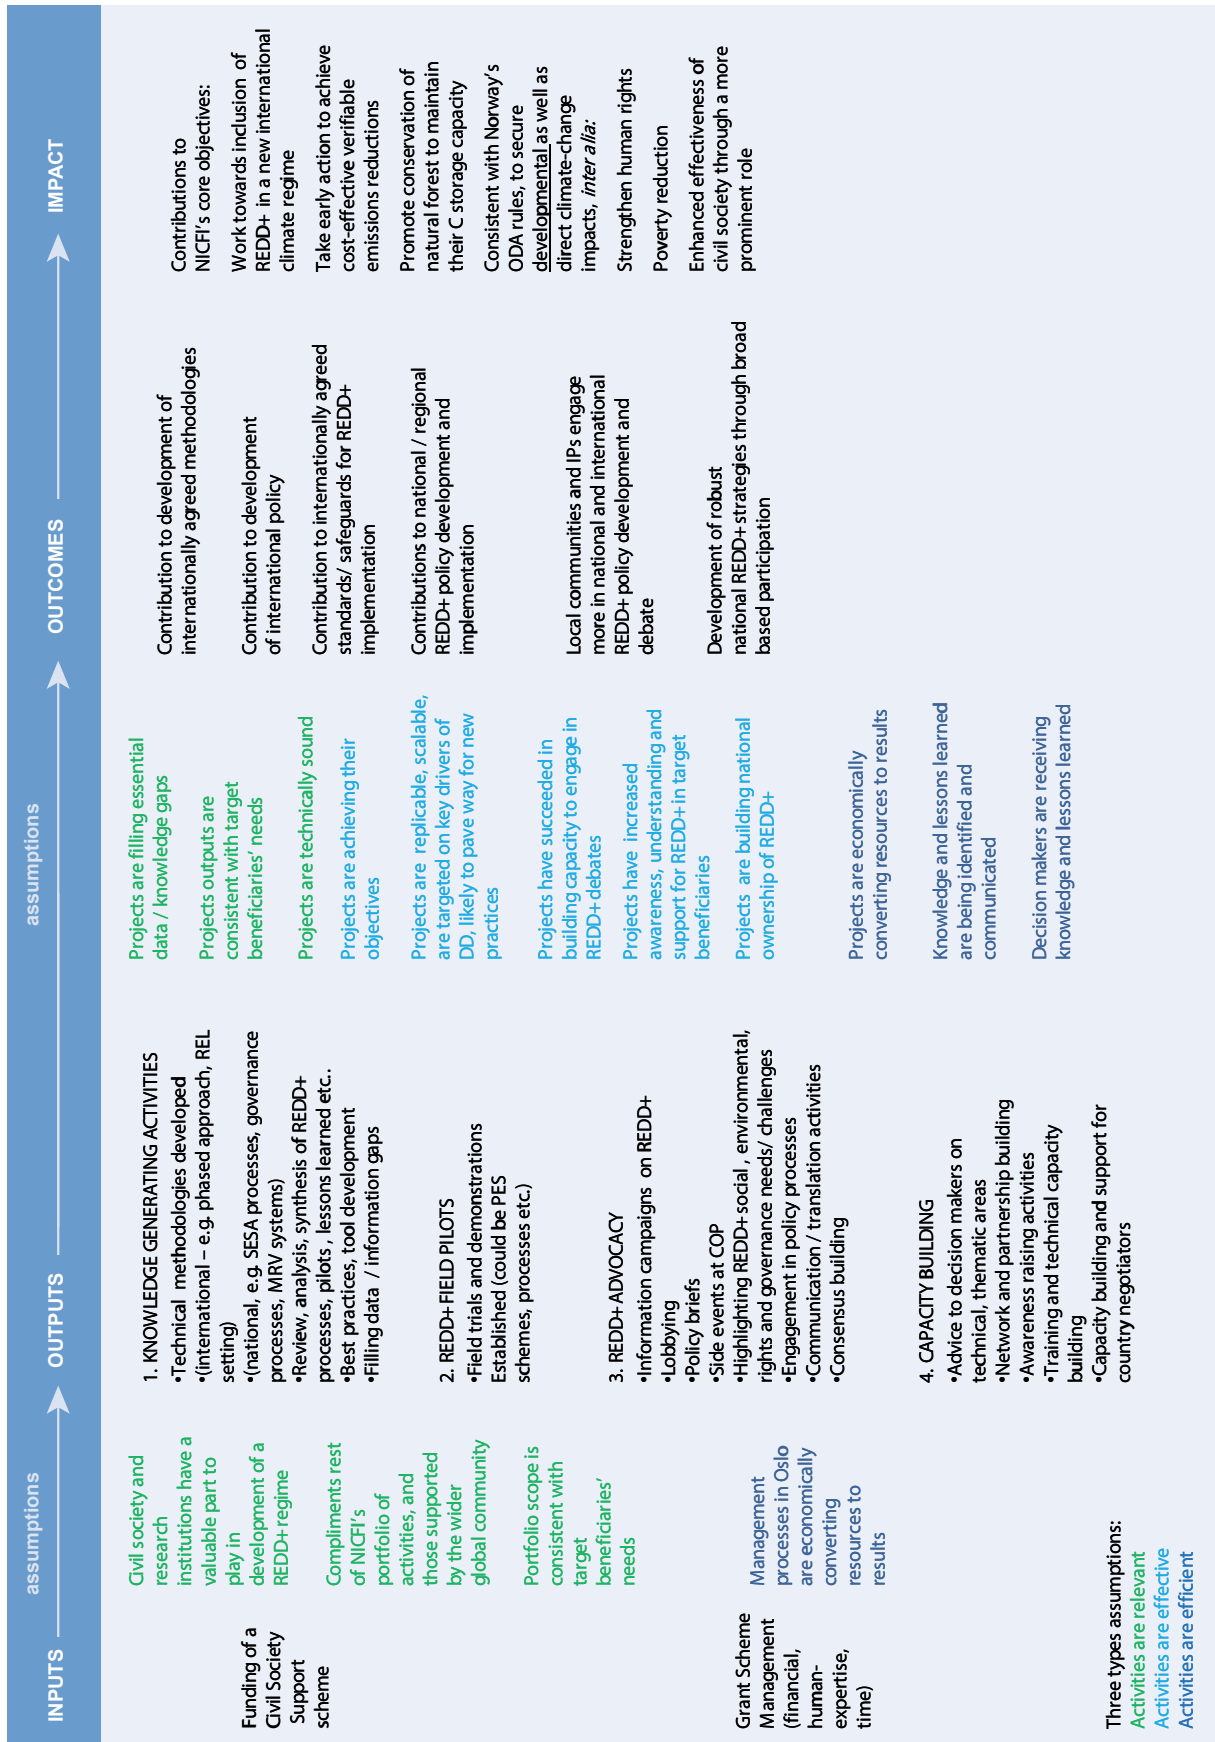 INPUTS
assumptions
OUTPUTS
assumptions
OUTCOMES
IMPACT
Funding of a
Civil Society
Support
scheme
Grant Scheme
Management
(financial,
human-
expertise,
time)
Three types assumptions:
Activities are relevant
Activities are effective
Activities are efficient
Civil society and
research
institutions have a
valuable part to
play in
development of a
REDD+ regime
Compliments rest
of NICFI's
portfolio of
activities, and
those supported
by the wider
global community
Portfolio scope is
consistent with
target
beneficiaries'
needs
Management
processes in Oslo
are economically
converting
resources to
results
1. KNOWLEDGE GENERATING ACTIVITIES
•Technical methodologies developed
•(international – e.g. phased approach, REL
setting)
•(national, e.g. SESA processes, governance
processes, MRV systems)
•Review, analysis, synthesis of REDD+
processes, pilots , lessons learned etc..
•Best practices, tool development
•Filling data / information gaps
2. REDD+ FIELD PILOTS
•Field trials and demonstrations
Established (could be PES
schemes, processes etc.)
3. REDD+ ADVOCACY
•Information campaigns on REDD+
•Lobbying
•Policy briefs
•Side events at COP
•Highlighting REDD+ social , environmental,
rights and governance needs/ challenges
•Engagement in policy processes
•Communication / translation activities
•Consensus building
4. CAPACITY BUILDING
•Advice to decision makers on
technical, thematic areas
•Network and partnership building
•Awareness raising activities
•Training and technical capacity
building
•Capacity building and support for
country negotiators
Projects are filling essential
data / knowledge gaps
Projects outputs are
consistent with target
beneficiaries' needs
Projects are technically sound
Projects are achieving their
objectives
Projects are replicable, scalable,
are targeted on key drivers of
DD, likely to pave way for new
practices
Projects have succeeded in
building capacity to engage in
REDD+ debates
Projects have increased
awareness, understanding and
support for REDD+ in target
beneficiaries
Projects are building national
ownership of REDD+
Projects are economically
converting resources to results
Knowledge and lessons learned
are being identified and
communicated
Decision makers are receiving
knowledge and lessons learned
Contribution to development of
internationally agreed methodologies
Contribution to development
of international policy
Contribution to internationally agreed
standards/ safeguards for REDD+
implementation
Contributions to national / regional
REDD+ policy development and
implementation
Local communities and IPs engage
more in national and international
REDD+ policy development and
debate
Development of robust
national REDD+ strategies through broad
based participation
Contributions to
NICFI's core objectives:
Work towards inclusion of
REDD+ in a new international
climate regime
Take early action to achieve
cost-effective verifiable
emissions reductions
Promote conservation of
natural forest to maintain
their C storage capacity
Consistent with Norway's
ODA rules, to secure
developmental as well as
direct climate-change
impacts, inter alia:
Strengthen human rights
Poverty reduction
Enhanced effectiveness of
civil society through a more
prominent role